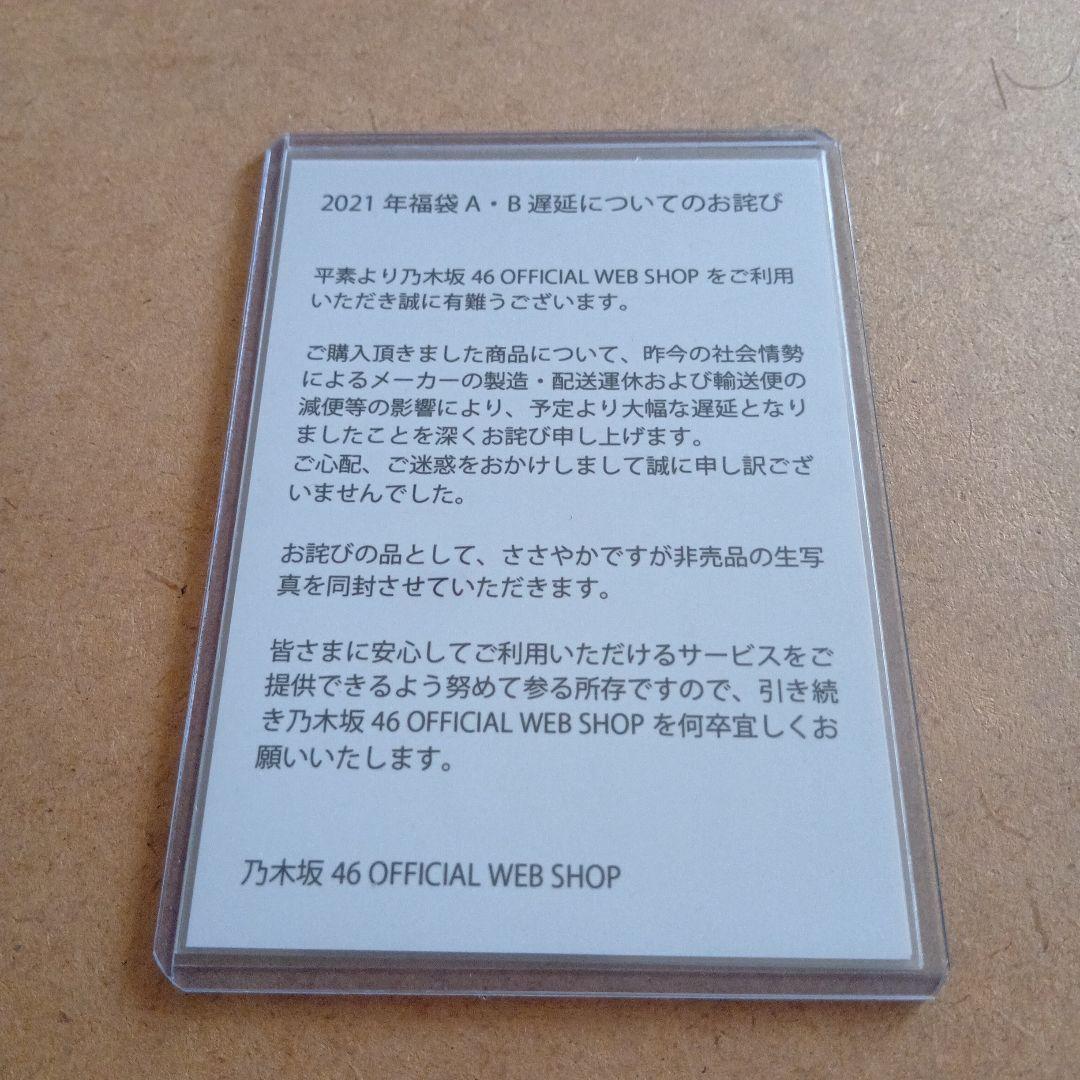 2021 年福袋 A・B 遅延についてのお詫び
平素より乃木坂 46 OFFICIAL WEB SHOP をご利用
いただき誠に有難うございます。
ご購入頂きました商品について、昨今の社会情勢
によるメーカーの製造・配送運休および輸送便の
減便等の影響により、予定より大幅な遅延となり
ましたことを深くお詫び申し上げます。
ご心配、ご迷惑をおかけしまして誠に申し訳ござ
いませんでした。
お詫びの品として、ささやかですが非売品の生写
真を同封させていただきます。
皆さまに安心してご利用いただけるサービスをご
提供できるよう努めて参る所存ですので、引き続
き乃木坂 46 OFFICIAL WEB SHOP を何卒宜しくお
願いいたします。
乃木坂 46 OFFICIAL WEB SHOP